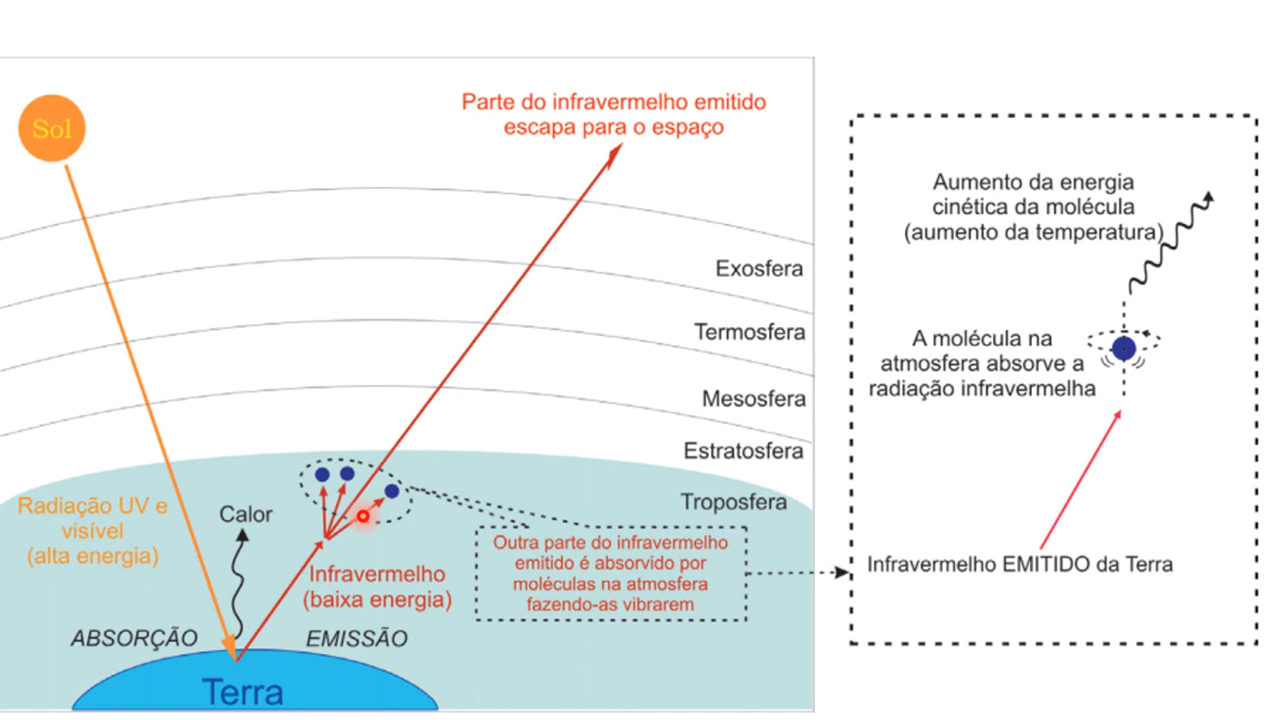 Sol
Parte do infravermelho emitido
escapa para o espaço
Exosfera
Termosfera
Mesosfera
Estratosfera
Troposfera
Radiação UV e
visível
(alta energia)
Calor
Infravermelho
(baixa energia)
Outra parte do infravermelho
emitido é absorvido por
moléculas na atmosfera
fazendo-as vibrarem
ABSORÇÃO
EMISSÃO
Terra
Aumento da energia
cinética da molécula
(aumento da temperatura)
A molécula na
atmosfera absorve a
radiação infravermelha
Infravermelho EMITIDO da Terra